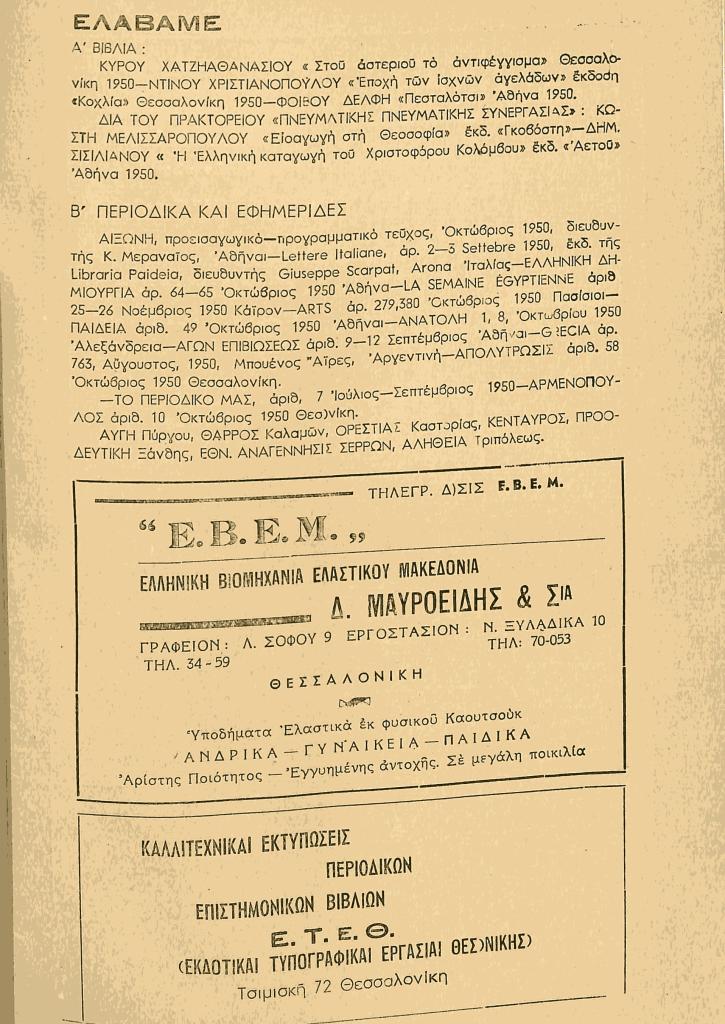 ΕΛΑΒΑΜΕ
Α' ΒΙΒΛΙΑ :
ΚΥΡΟΥ ΧΑΤΖΗΑΘΑΝΑΣΙΟΥ « Στοῦ ἀστεριοῦ τὸ ἀντιφέγγισμα» Θεσσαλο-
νίκη 1950—ΝΤΙΝΟΥ ΧΡΙΣΤΙΑΝΟΠΟΥΛΟΥ «Ἐποχὴ τῶν ἰσχνῶν ἀγελάδων» ἔκδοση
«Κοχλία» Θεσσαλονίκη 1950—ΦΟΙΒΟΥ ΔΕΛΦΗ «Πεσταλότσι» Ἀθήνα 1950.
ΔΙΑ ΤΟΥ ΠΡΑΚΤΟΡΕΙΟΥ «ΠΝΕΥΜΑΤΙΚΗΣ ΠΝΕΥΜΑΤΙΚΗΣ ΣΥΝΕΡΓΑΣΙΑΣ» : ΚΩ-
ΣΤΗ ΜΕΛΙΣΣΑΡΟΠΟΥΛΟΥ «Εἰσαγωγὴ στὴ Θεοσοφία» ἔκδ. «Γκοβόστη»—ΔΗΜ.
ΣΙΣΙΛΙΑΝΟΥ « Ἡ Ἑλληνικὴ καταγωγὴ τοῦ Χριστοφόρου Κολόμβου» ἔκδ. «Ἀετοῦ»
Ἀθήνα 1950.
Β' ΠΕΡΙΟΔΙΚΑ ΚΑΙ ΕΦΗΜΕΡΙΔΕΣ
ΑΙΞΩΝΗ, προεισαγωγικὸ—προγραμματικὸ τεῦχος, Ὀκτώβριος 1950, διευθυν-
τὴς Κ. Μεραναῖος, Ἀθῆναι—Lettere Italiane, ἀρ. 2—3 Settebre 1950, ἔκδ. τῆς
Libraria Paideia, διευθυντὴς Giuseppe Scarpat, Arona Ἰταλίας—ΕΛΛΗΝΙΚΗ ΔΗ-
ΜΙΟΥΡΓΙΑ ἀρ. 64—65 Ὀκτώβριος 1950 Ἀθήνα—LA SEMAINE EGYPTIENNE ἀριθ
25—26 Νοέμβριος 1950 Κάϊρον—ARTS ἀρ. 279,380 Ὀκτώβριος 1950 Παρίσιοι—
ΠΑΙΔΕΙΑ ἀριθ. 49 Ὀκτώβριος 1950 Ἀθῆναι—ΑΝΑΤΟΛΗ 1, 8, Ὀκτωβρίου 1950
Ἀλεξάνδρεια—ΑΓΩΝ ΕΠΙΒΙΩΣΕΩΣ ἀριθ. 9—12 Σεπτέμβριος Ἀθῆναι—GRECIA ἀρ.
763, Αὔγουστος, 1950, Μπουένος Ἄϊρες, Ἀργεντινὴ—ΑΠΟΛΥΤΡΩΣΙΣ ἀριθ. 58
Ὀκτώβριος 1950 Θεσσαλονίκη.
—ΤΟ ΠΕΡΙΟΔΙΚΟ ΜΑΣ, ἀριθ, 7 Ἰούλιος—Σεπτέμβριος 1950—ΑΡΜΕΝΟΠΟΥ-
ΛΟΣ ἀριθ. 10 Ὀκτώβριος 1950 Θεσ)νίκη.
ΑΥΓΗ Πύργου, ΘΑΡΡΟΣ Καλαμῶν, ΟΡΕΣΤΙΑΣ Καστορίας, ΚΕΝΤΑΥΡΟΣ, ΠΡΟΟ-
ΔΕΥΤΙΚΗ Ξάνθης, ΕΘΝ. ΑΝΑΓΕΝΝΗΣΙΣ ΣΕΡΡΩΝ, ΑΛΗΘΕΙΑ Τριπόλεως.
ΤΗΛΕΓΡ. Δ)ΣΙΣ Ε.Β.Ε.Μ.
“ Ε.Β.Ε.Μ. „
ΕΛΛΗΝΙΚΗ ΒΙΟΜΗΧΑΝΙΑ ΕΛΑΣΤΙΚΟΥ ΜΑΚΕΔΟΝΙΑ
Δ. ΜΑΥΡΟΕΙΔΗΣ & ΣΙΑ
ΓΡΑΦΕΙΟΝ : Λ. ΣΟΦΟΥ 9 ΕΡΓΟΣΤΑΣΙΟΝ : Ν. ΞΥΛΑΔΙΚΑ 10
ΤΗΛ. 34-59 ΤΗΛ: 70-053
ΘΕΣΣΑΛΟΝΙΚΗ
Ὑποδήματα Ἐλαστικὰ ἐκ φυσικοῦ Καουτσοὺκ
ΑΝΔΡΙΚΑ — ΓΥΝΑΙΚΕΙΑ — ΠΑΙΔΙΚΑ
Ἀρίστης Ποιότητος — Ἐγγυημένης ἀντοχῆς. Σὲ μεγάλη ποικιλία
ΚΑΛΛΙΤΕΧΝΙΚΑΙ ΕΚΤΥΠΩΣΕΙΣ
ΠΕΡΙΟΔΙΚΩΝ
ΕΠΙΣΤΗΜΟΝΙΚΩΝ ΒΙΒΛΙΩΝ
Ε. Τ. Ε. Θ.
(ΕΚΔΟΤΙΚΑΙ ΤΥΠΟΓΡΑΦΙΚΑΙ ΕΡΓΑΣΙΑΙ ΘΕΣ)ΝΙΚΗΣ)
Τσιμισκῆ 72 Θεσσαλονίκη